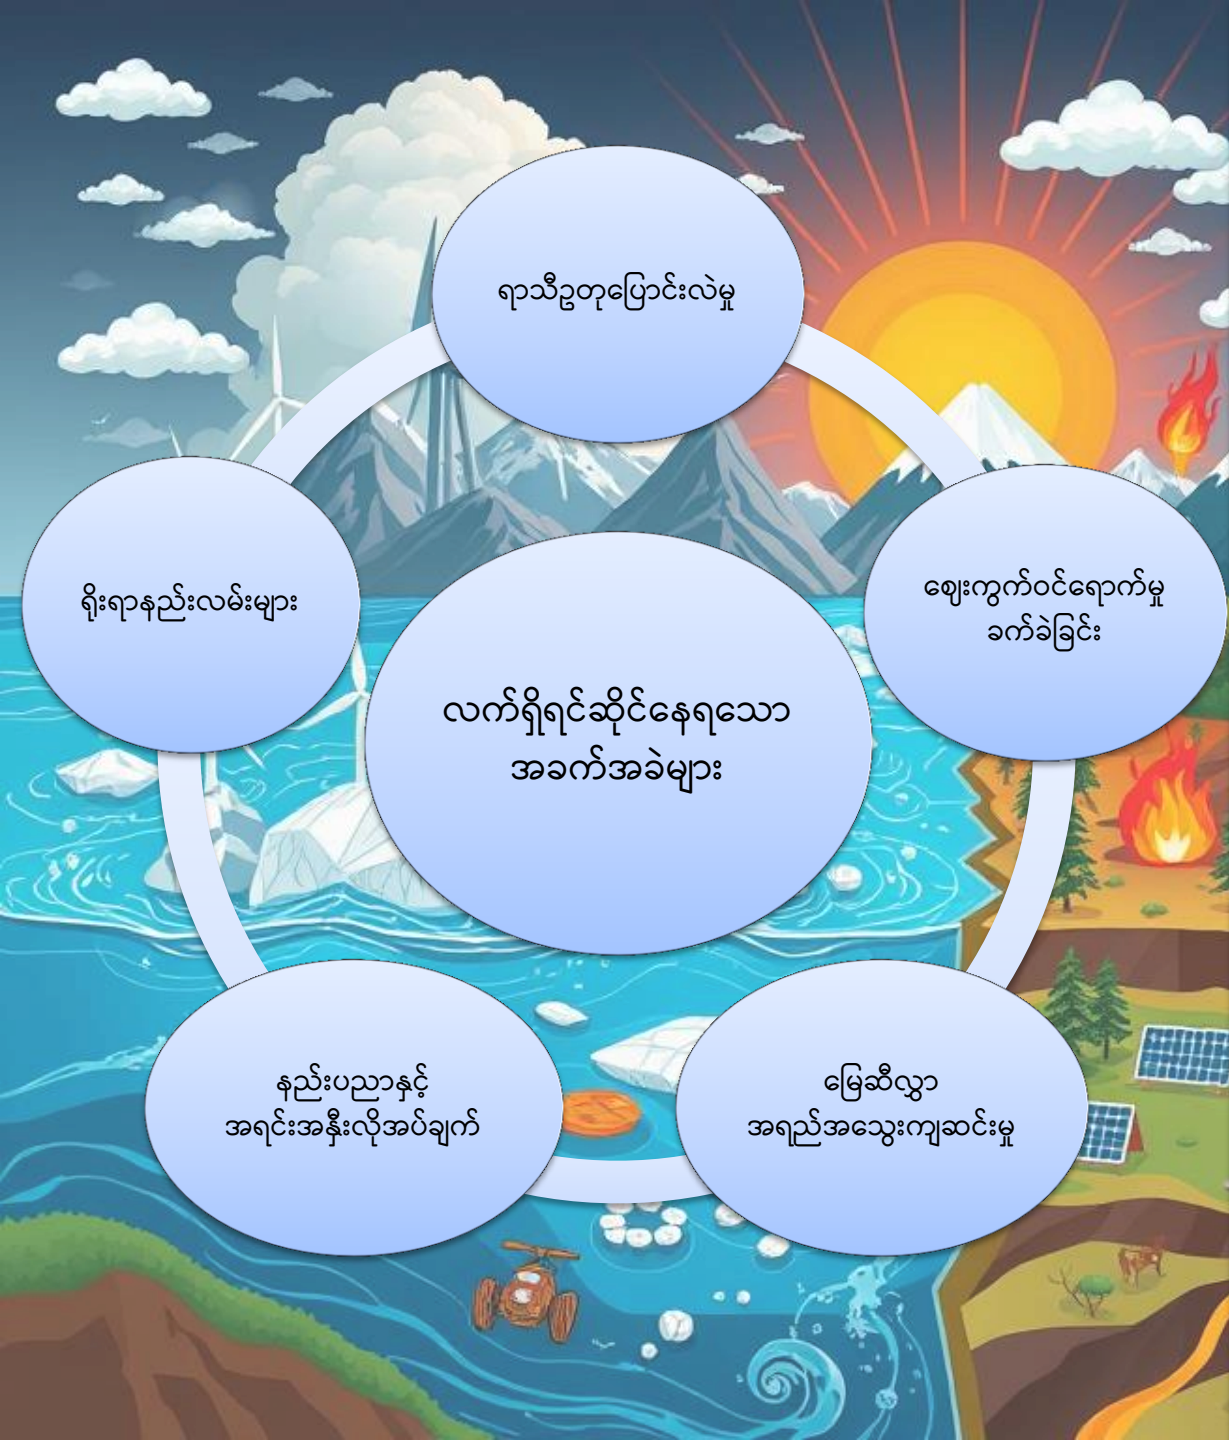 ရာသီဥတုပြောင်းလဲမှု
ရိုးရာနည်းလမ်းများ
ဈေးကွက်ဝင်ရောက်မှု
ခက်ခဲခြင်း
လက်ရှိရင်ဆိုင်နေရသော
အခက်အခဲများ
နည်းပညာနှင့်
အရင်းအနှီးလိုအပ်ချက်
မြေဆီလွှာ
အရည်အသွေးကျဆင်းမှု